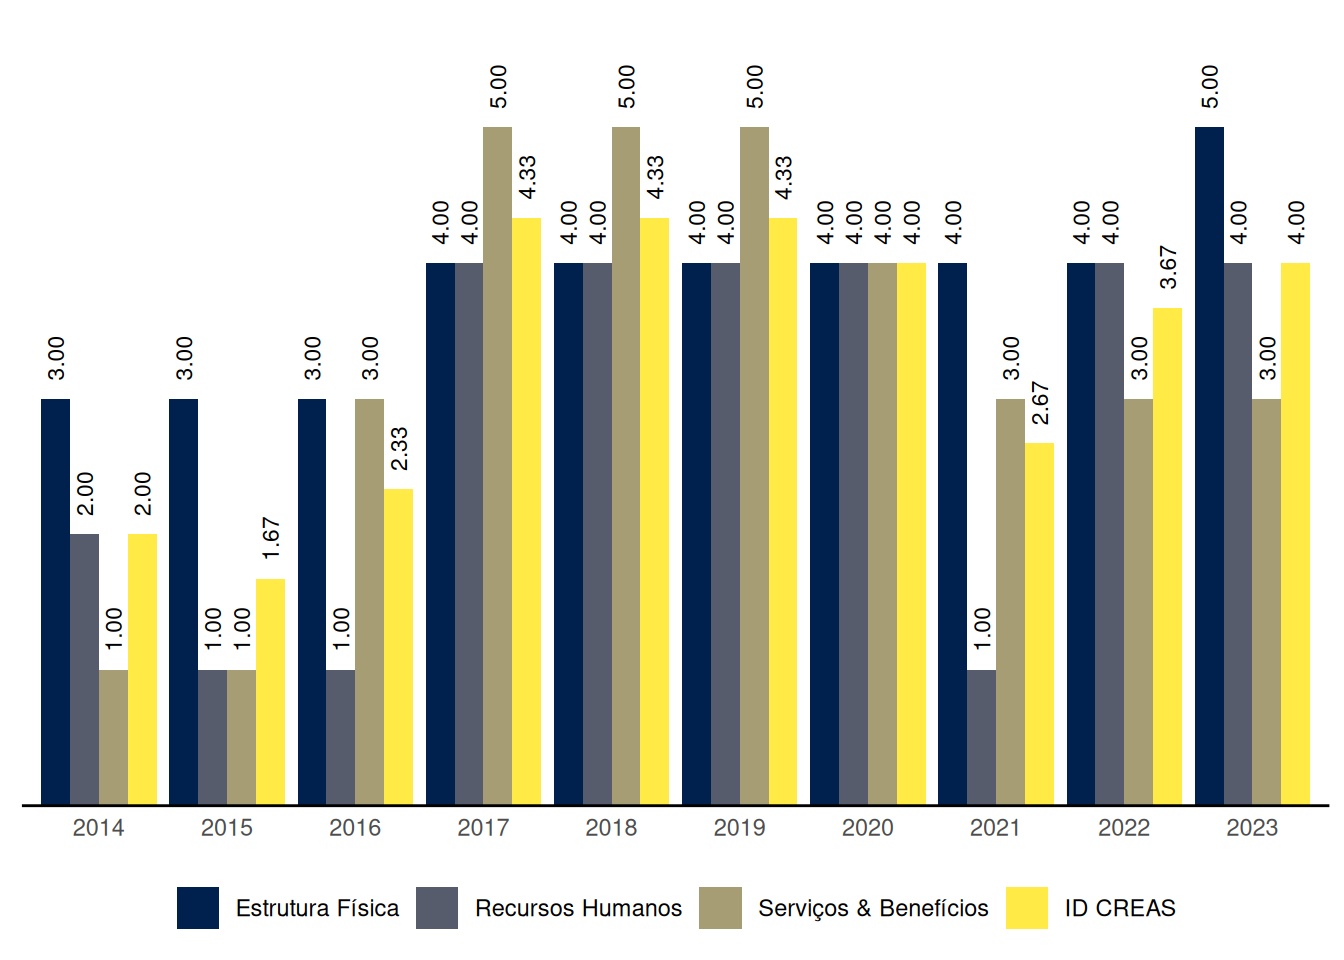 3.00 2.00 1.00 2.00
3.00 1.00 1.00 1.67
3.00 1.00 3.00 2.33
4.00 4.00 5.00 4.33
4.00 4.00 5.00 4.33
4.00 4.00 5.00 4.33
4.00 4.00 4.00 4.00
4.00 1.00 3.00 2.67
4.00 4.00 3.00 3.67
5.00 4.00 3.00 4.00
2014 2015 2016 2017 2018 2019 2020 2021 2022 2023
Estrutura Física Recursos Humanos Serviços & Benefícios ID CREAS